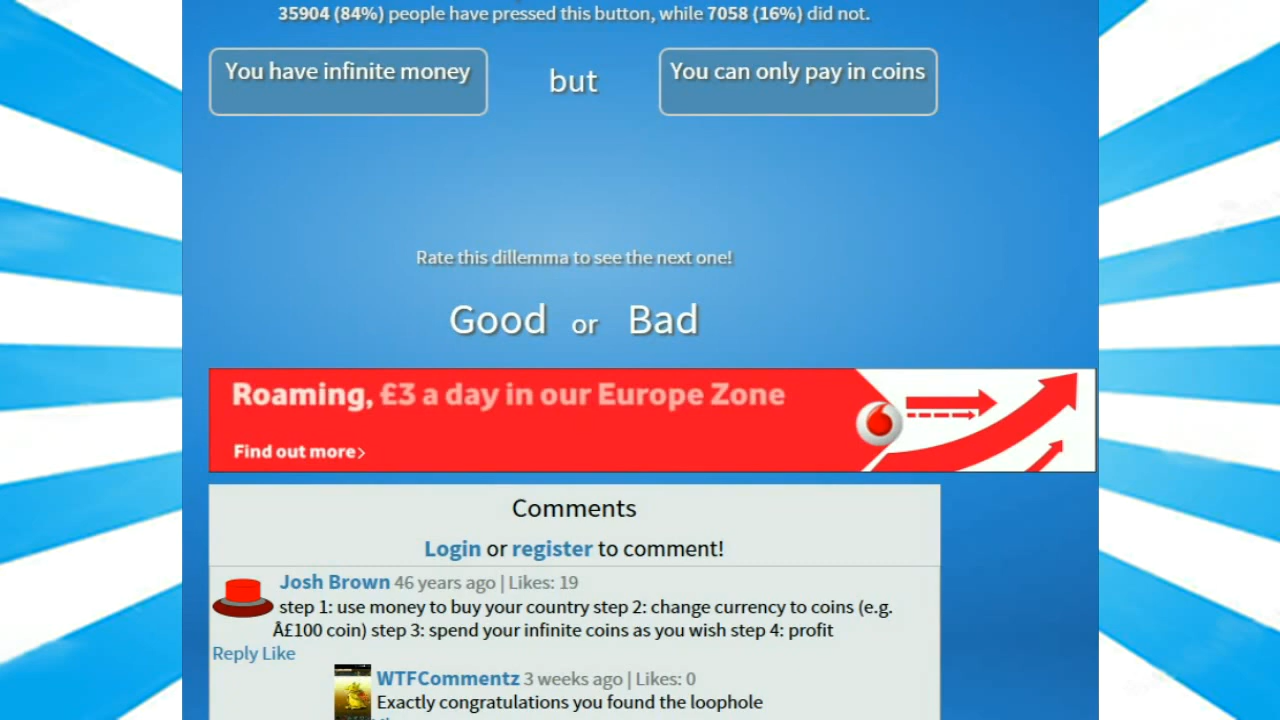 35904 (84%) people have pressed this button, while 7058 (16%) did not.
You have infinite money
but
You can only pay in coins
Rate this dillemma to see the next one!
Good or Bad
Roaming, £3 a day in our Europe Zone
Find out more>
Comments
Login or register to comment!
Josh Brown 46 years ago | Likes: 19
step 1: use money to buy your country step 2: change currency to coins (e.g.
Â£100 coin) step 3: spend your infinite coins as you wish step 4: profit
Reply Like
WTFCommentz 3 weeks ago | Likes: 0
Exactly congratulations you found the loophole